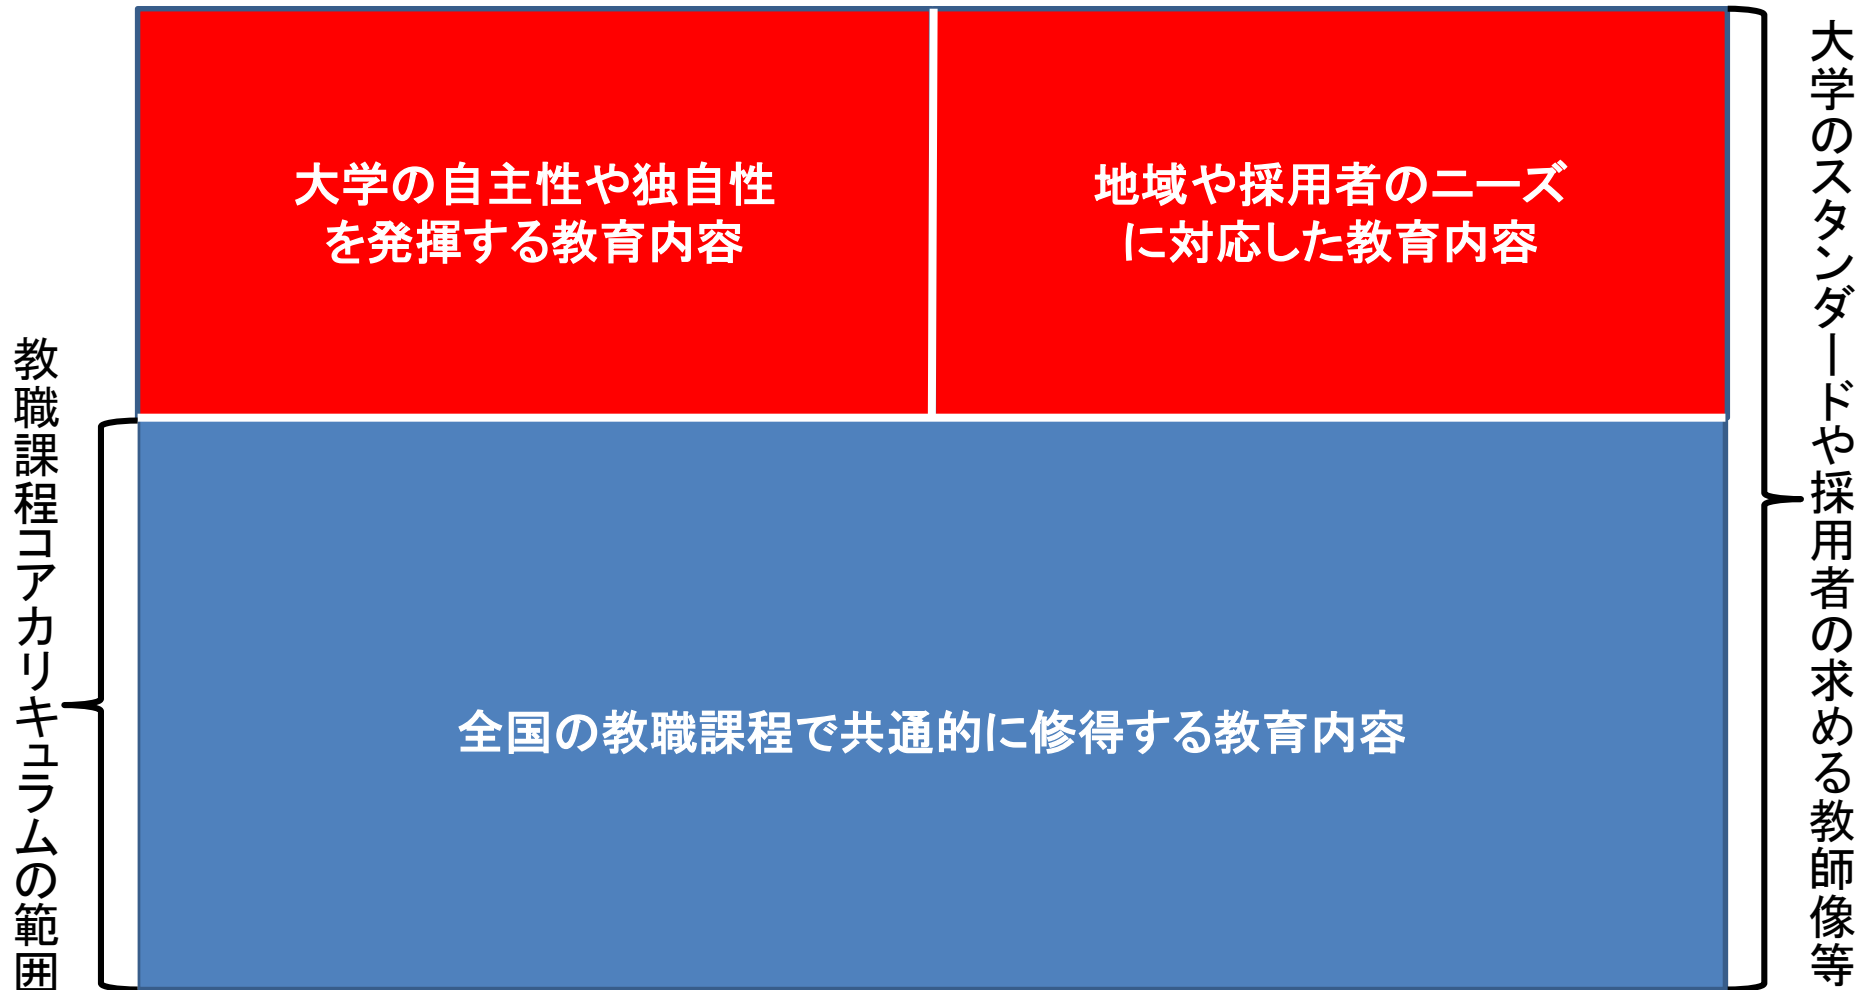 大学の自主性や独自性
を発揮する教育内容
地域や採用者のニーズ
に対応した教育内容
全国の教職課程で共通的に修得する教育内容
教職課程コアカリキュラムの範囲
大学のスタンダードや採用者の求める教師像等